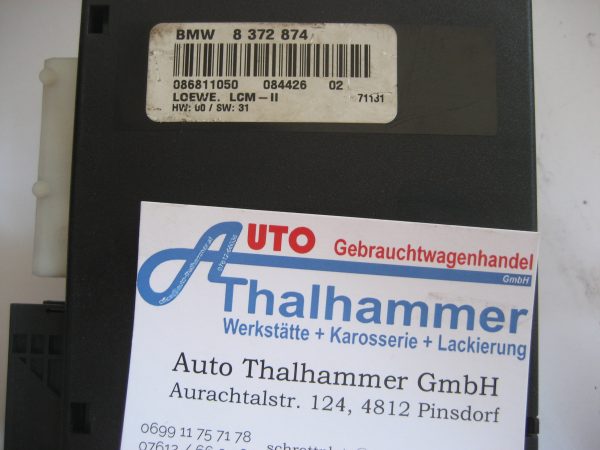 BMW 8 372 874
086811050 084426 02
LOEWE. LCM-II 71131
HW: 00 / SW: 31
AUTO Gebrauchtwagenhandel
GmbH
Thalhammer
Werkstätte + Karosserie + Lackierung
Auto Thalhammer GmbH
Aurachtalstr. 124, 4812 Pinsdorf
0699 11 75 71 78